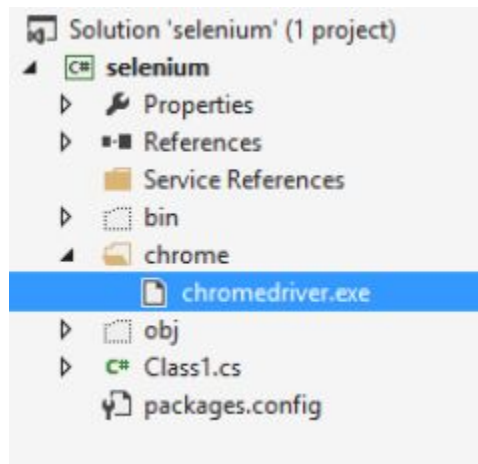 Solution 'selenium' (1 project)
C# selenium
Properties
References
Service References
bin
chrome
chromedriver.exe
obj
C# Class1.cs
packages.config